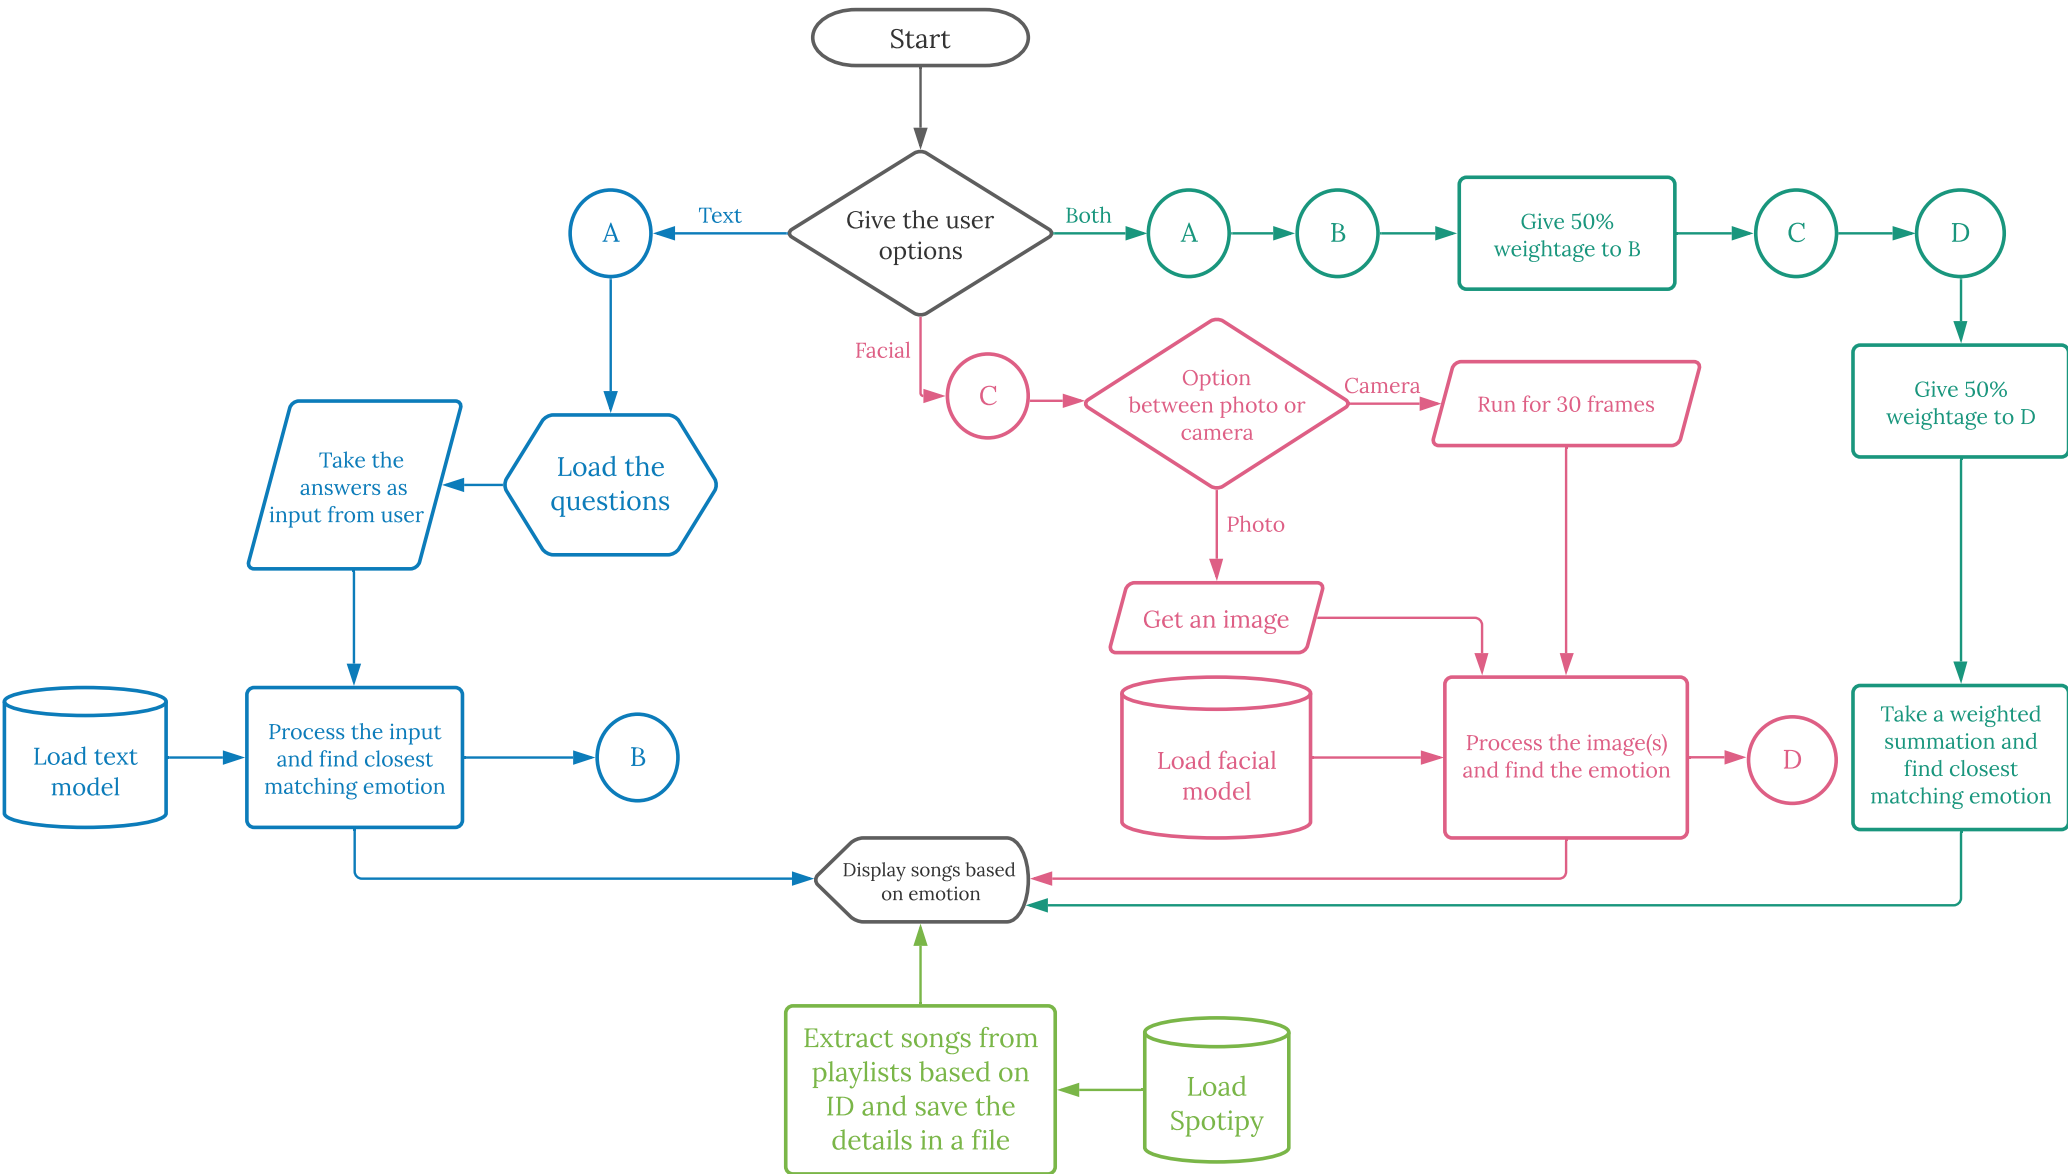 Start
Give the user
options
Text
A
Both
A
B
Give 50%
weightage to B
C
D
Facial
C
Option
between photo or
camera
Camera
Run for 30 frames
Give 50%
weightage to D
Take the
answers as
input from user
Load the
questions
Photo
Get an image
Load text
model
Process the input
and find closest
matching emotion
B
Load facial
model
Process the image(s)
and find the emotion
D
Take a weighted
summation and
find closest
matching emotion
Display songs based
on emotion
Extract songs from
playlists based on
ID and save the
details in a file
Load
Spotipy